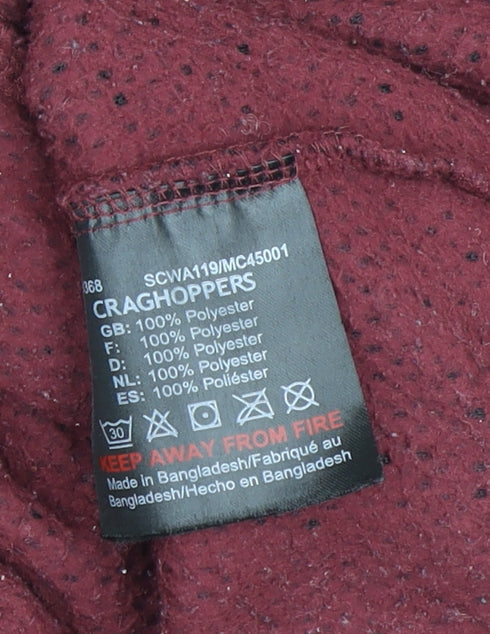 368
SCWA119/MC45001
CRAGHOPPERS
GB: 100% Polyester
F: 100% Polyester
D: 100% Polyester
NL: 100% Polyester
ES: 100% Poliéster
30
KEEP AWAY FROM FIRE
Made in Bangladesh/Fabriqué au
Bangladesh/Hecho en Bangladesh